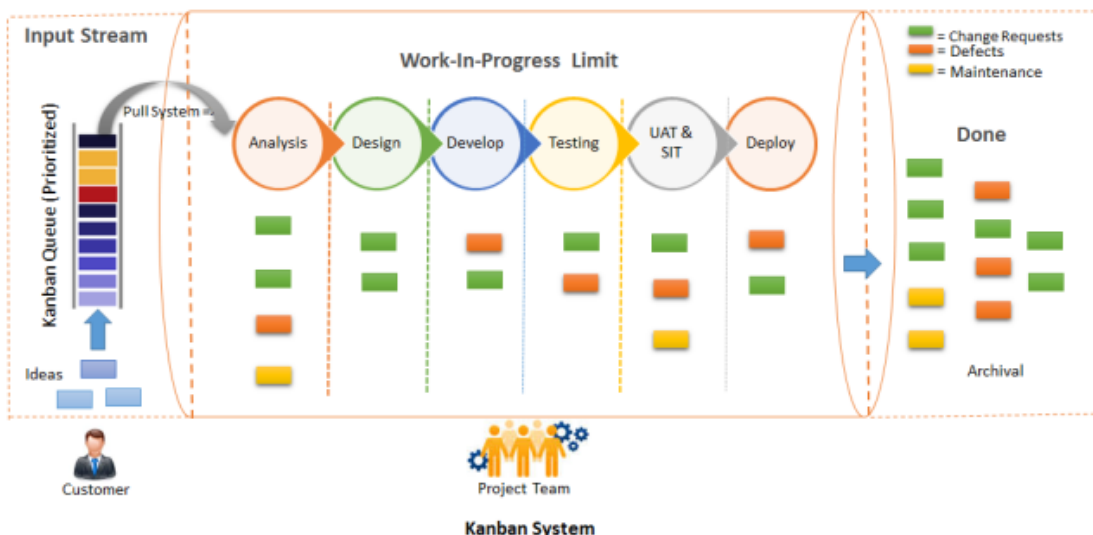 Input Stream
Kanban Queue (Prioritized)
Pull System =
Ideas
Customer
Work-In-Progress Limit
Analysis
Design
Develop
Testing
UAT &
SIT
Deploy
Project Team
= Change Requests
= Defects
= Maintenance
Done
Archival
Kanban System